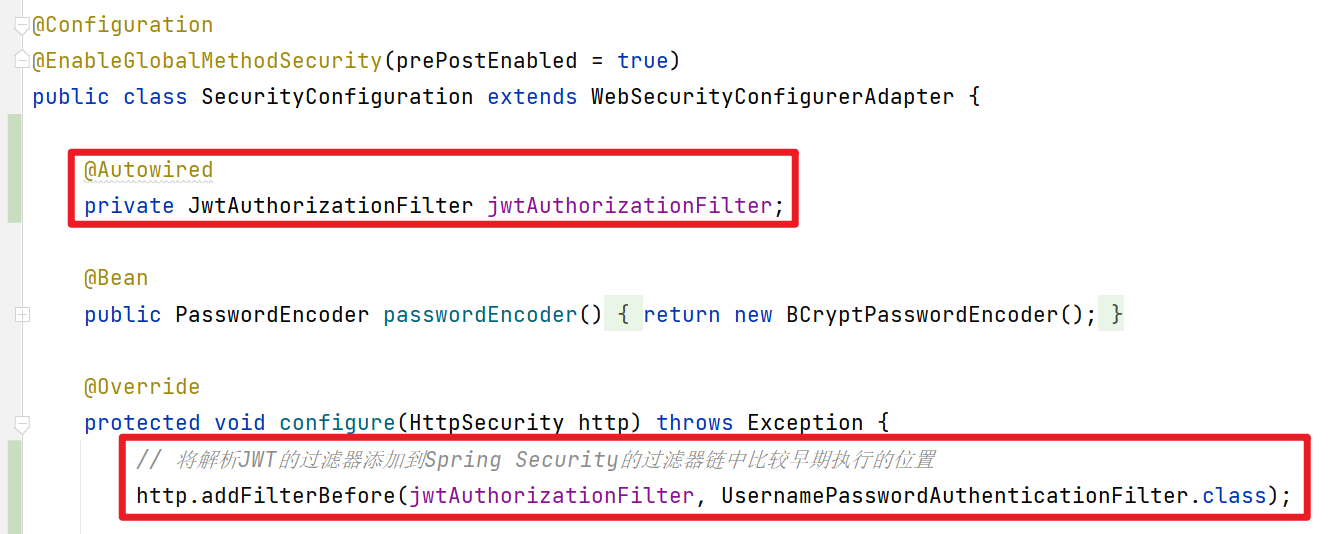 @Configuration
@EnableGlobalMethodSecurity(prePostEnabled = true)
public class SecurityConfiguration extends WebSecurityConfigurerAdapter {
@Autowired
private JwtAuthorizationFilter jwtAuthorizationFilter;
@Bean
public PasswordEncoder passwordEncoder() { return new BCryptPasswordEncoder(); }
@Override
protected void configure(HttpSecurity http) throws Exception {
// 将解析JWT的过滤器添加到Spring Security的过滤器链中比较早期执行的位置
http.addFilterBefore(jwtAuthorizationFilter, UsernamePasswordAuthenticationFilter.class);